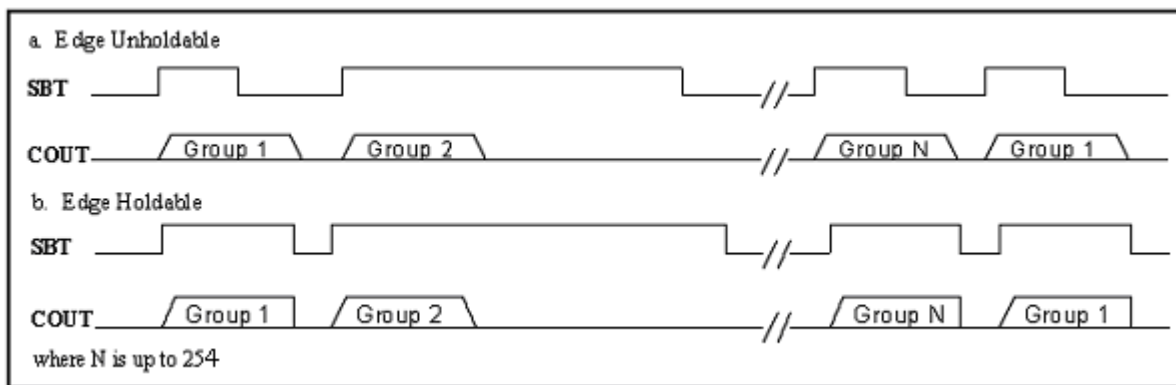 a. Edge Unholdable
SBT
COUT Group 1 Group 2 // Group N Group 1
b. Edge Holdable
SBT
COUT Group 1 Group 2 // Group N Group 1
where N is up to 254